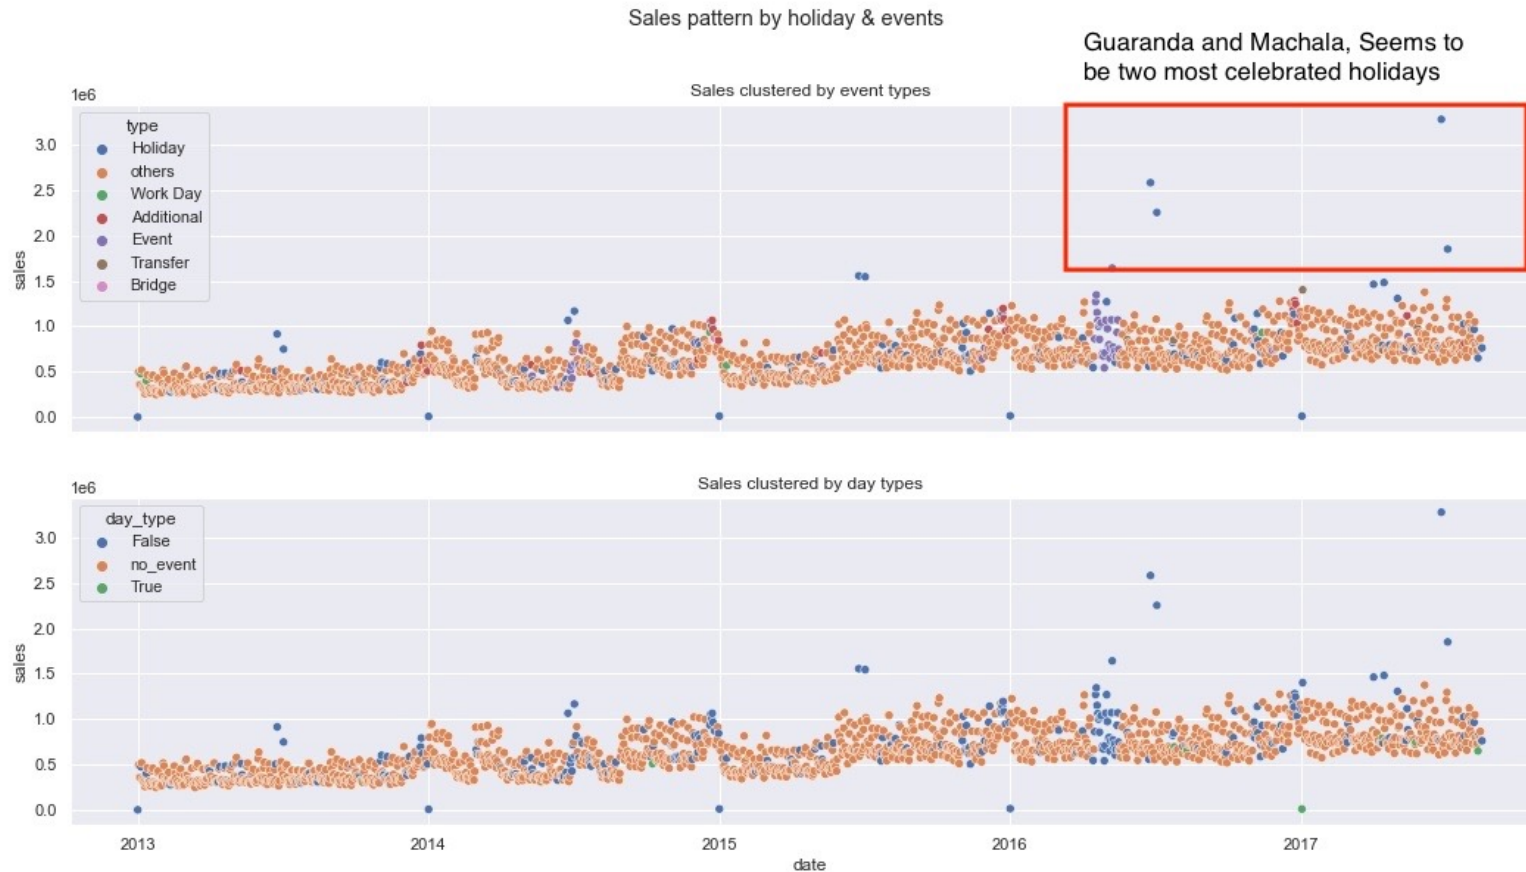 Sales pattern by holiday & events
Guaranda and Machala, Seems to
be two most celebrated holidays
Sales clustered by event types
1e6
type
Holiday
others
Work Day
Additional
Event
Transfer
Bridge
3.0
2.5
2.0
1.5
1.0
0.5
0.0
sales
Sales clustered by day types
1e6
day_type
False
no_event
True
3.0
2.5
2.0
1.5
1.0
0.5
0.0
sales
2013 2014 2015 2016 2017
date